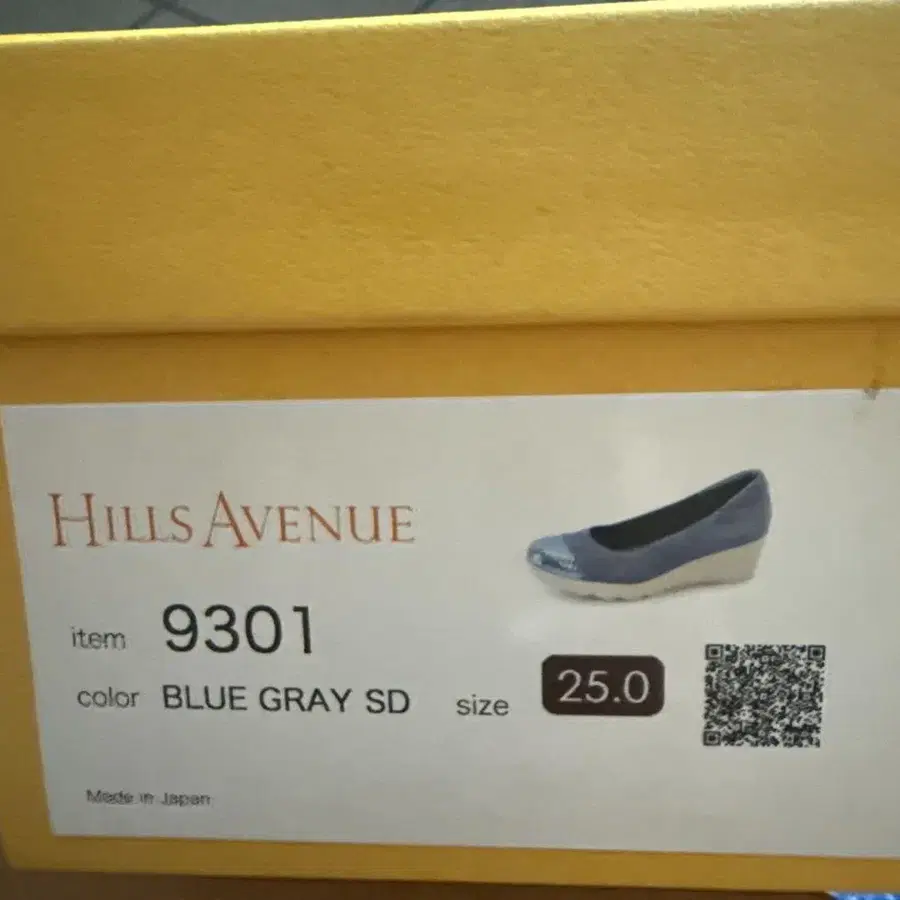 HILLS AVENUE
item 9301
color BLUE GRAY SD size 25.0
Made in Japan